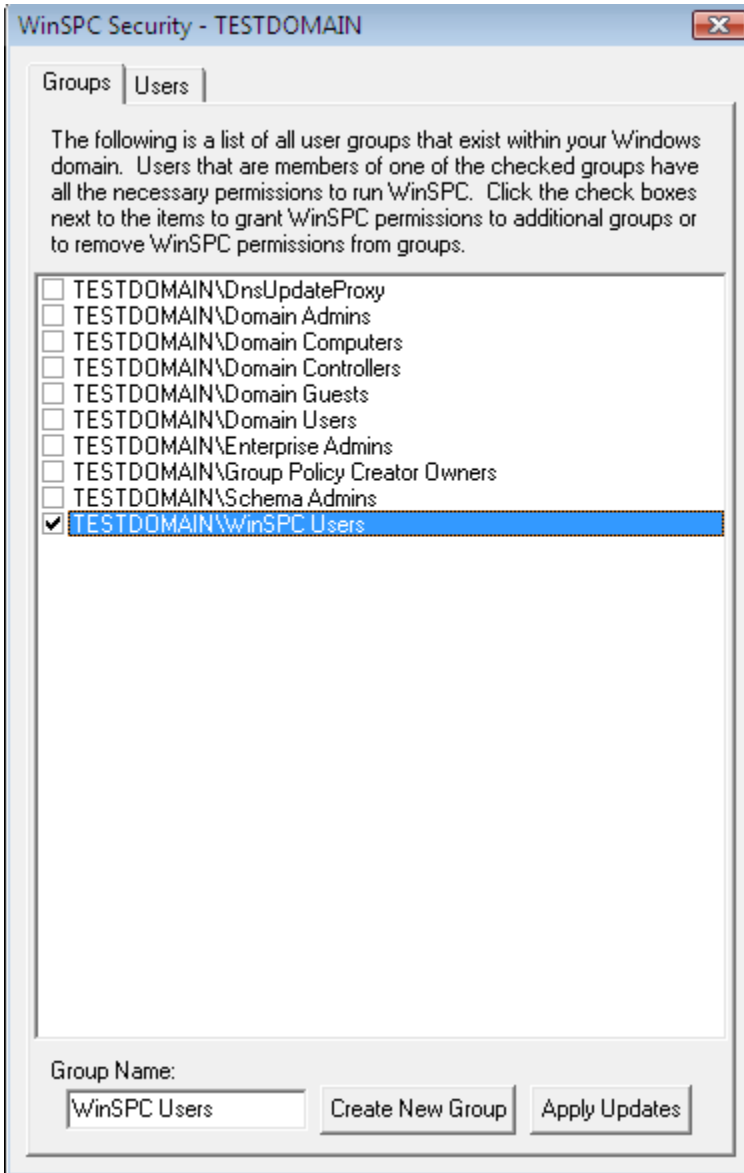 WinSPC Security - TESTDOMAIN
Groups Users
The following is a list of all user groups that exist within your Windows
domain. Users that are members of one of the checked groups have
all the necessary permissions to run WinSPC. Click the check boxes
next to the items to grant WinSPC permissions to additional groups or
to remove WinSPC permissions from groups.
TESTDOMAIN\DnsUpdateProxy
TESTDOMAIN\Domain Admins
TESTDOMAIN\Domain Computers
TESTDOMAIN\Domain Controllers
TESTDOMAIN\Domain Guests
TESTDOMAIN\Domain Users
TESTDOMAIN\Enterprise Admins
TESTDOMAIN\Group Policy Creator Owners
TESTDOMAIN\Schema Admins
TESTDOMAIN\WinSPC Users
Group Name:
WinSPC Users Create New Group Apply Updates